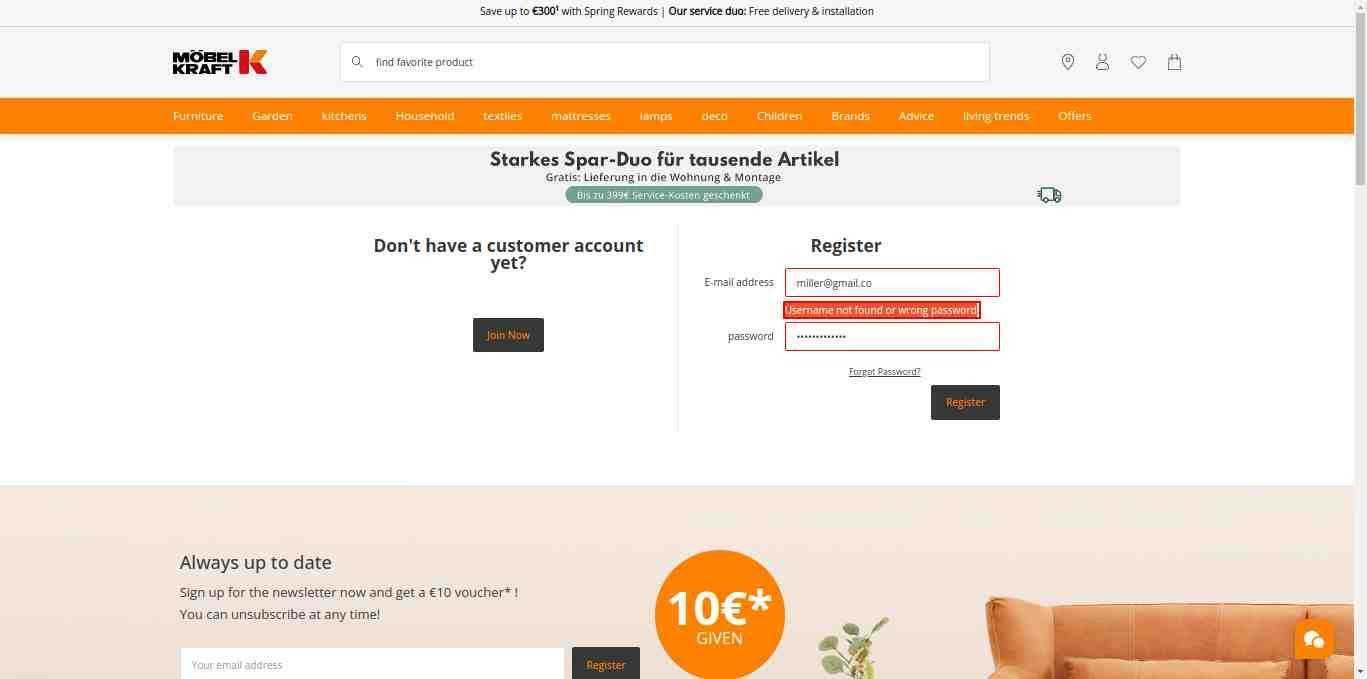 Save up to €300¹ with Spring Rewards | Our service duo: Free delivery & installation
MÖBEL
KRAFT
find favorite product
Furniture Garden kitchens Household textiles mattresses lamps deco Children Brands Advice living trends Offers
Starkes Spar-Duo für tausende Artikel
Gratis: Lieferung in die Wohnung & Montage
Bis zu 399€ Service-Kosten geschenkt
Don't have a customer account
yet?
Join Now
Register
E-mail address miller@gmail.co
Username not found or wrong password
password •••••••••••••
Forgot Password?
Register
Always up to date
Sign up for the newsletter now and get a €10 voucher* !
You can unsubscribe at any time!
Your email address Register
10€*
GIVEN